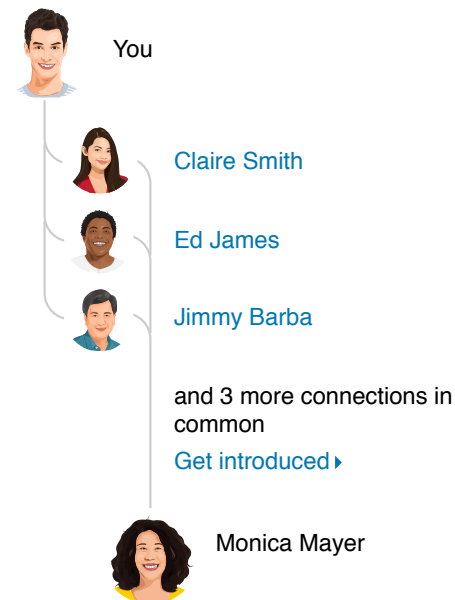 You
Claire Smith
Ed James
Jimmy Barba
and 3 more connections in
common
Get introduced
Monica Mayer